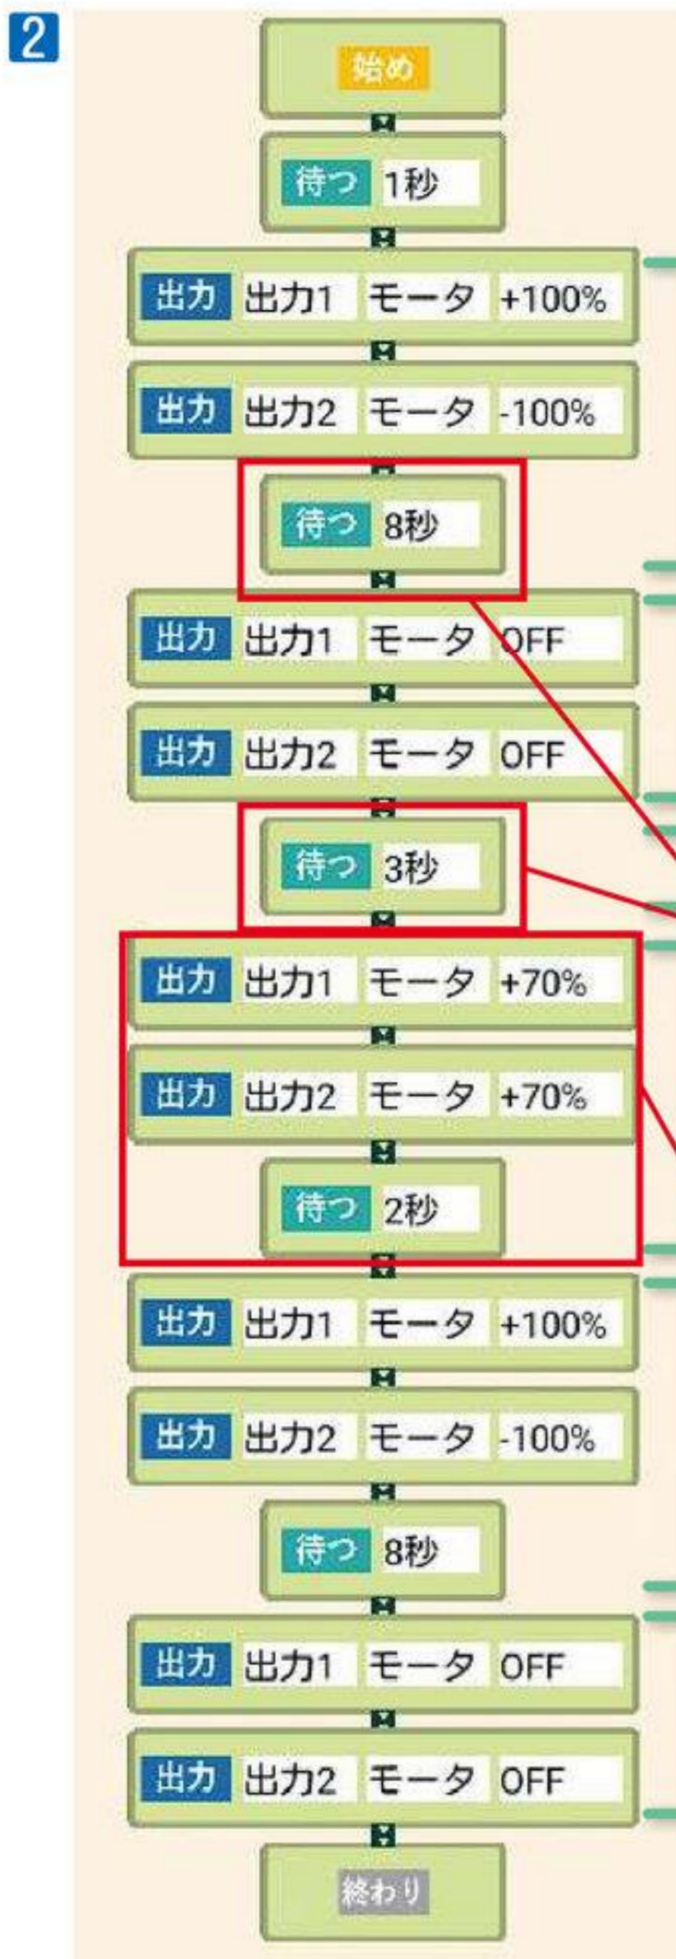 2
始め
待つ 1秒
出力 出力1 モータ +100%
出力 出力2 モータ -100%
待つ 8秒
出力 出力1 モータ OFF
出力 出力2 モータ OFF
待つ 3秒
出力 出力1 モータ +70%
出力 出力2 モータ +70%
待つ 2秒
出力 出力1 モータ +100%
出力 出力2 モータ -100%
待つ 8秒
出力 出力1 モータ OFF
出力 出力2 モータ OFF
終わり